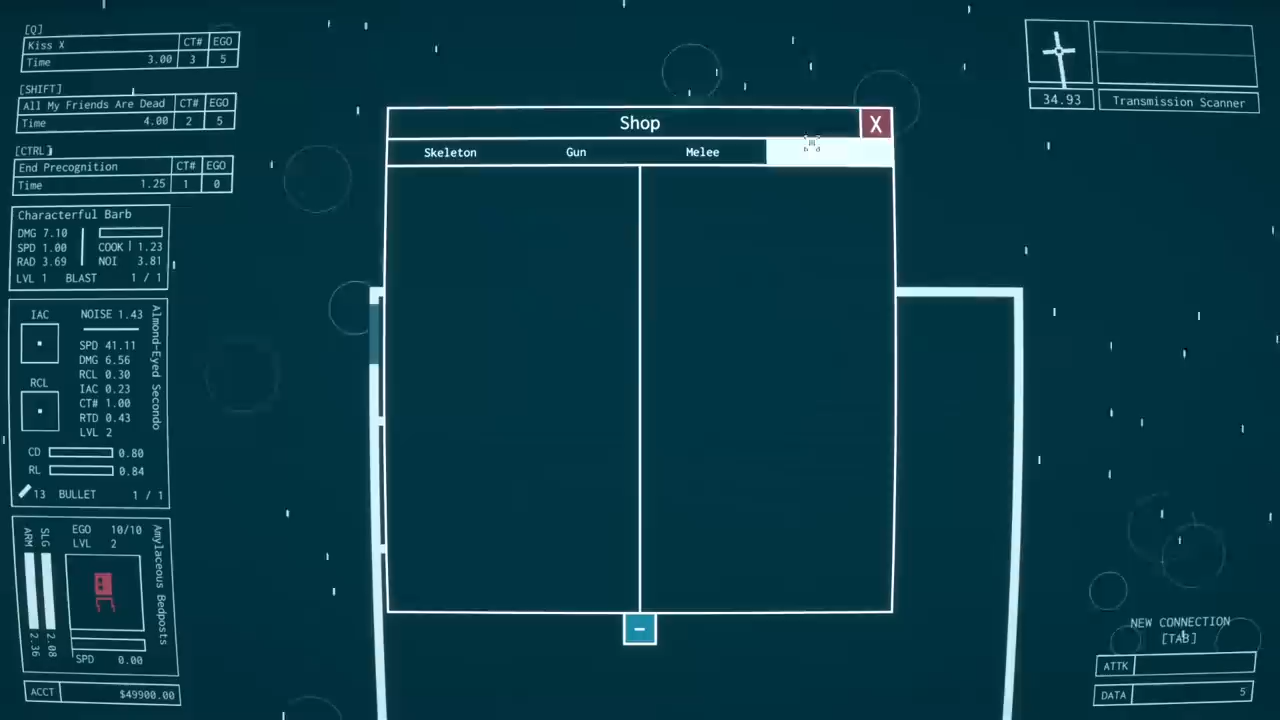 [Q]
Kiss X CT# EGO
Time 3.00 3 5
[SHIFT]
All My Friends Are Dead CT# EGO
Time 4.00 2 5
[CTRL]
End Precognition CT# EGO
Time 1.25 1 0
Characterful Barb
DMG 7.10
SPD 1.00 COOK 1.23
RAD 3.69 NOI 3.81
LVL 1 BLAST 1 / 1
IAC NOISE 1.43
SPD 41.11
DMG 6.56
RCL RCL 0.30
IAC 0.23
CT# 1.00
RTD 0.43
LVL 2
Almond-Eyed Secondo
CD 0.80
RL 0.84
13 BULLET 1 / 1
ARM SLG EGO 10/10
LVL 2
Amylaceous Bedposts
2.36 2.08
SPD 0.00
ACCT $49900.00
Shop X
Skeleton Gun Melee
-
34.93 Transmission Scanner
NEW CONNECTION
[TAB]
ATTK
DATA 5